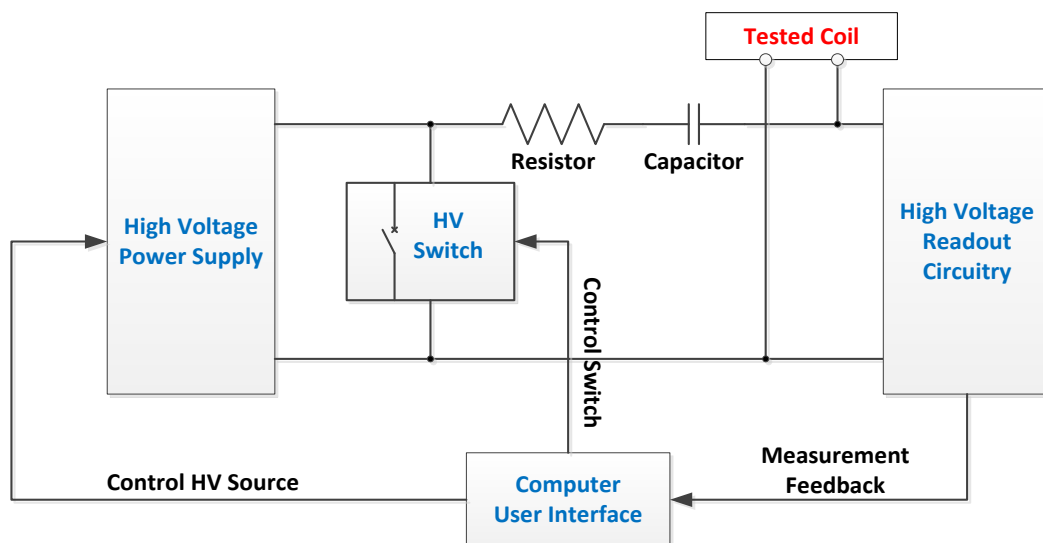 Tested Coil
Resistor
Capacitor
High Voltage
Power Supply
HV
Switch
High Voltage
Readout
Circuitry
Control Switch
Control HV Source
Computer
User Interface
Measurement
Feedback